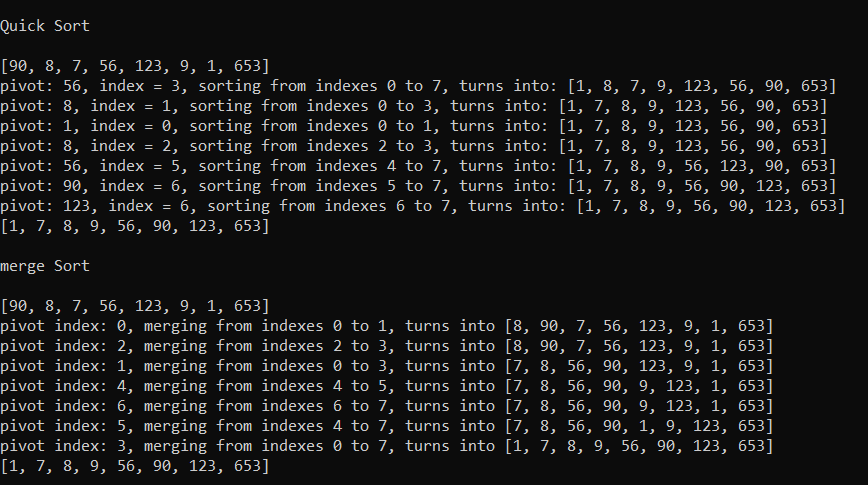 Quick Sort
[90, 8, 7, 56, 123, 9, 1, 653]
pivot: 56, index = 3, sorting from indexes 0 to 7, turns into: [1, 8, 7, 9, 123, 56, 90, 653]
pivot: 8, index = 1, sorting from indexes 0 to 3, turns into: [1, 7, 8, 9, 123, 56, 90, 653]
pivot: 1, index = 0, sorting from indexes 0 to 1, turns into: [1, 7, 8, 9, 123, 56, 90, 653]
pivot: 8, index = 2, sorting from indexes 2 to 3, turns into: [1, 7, 8, 9, 123, 56, 90, 653]
pivot: 56, index = 5, sorting from indexes 4 to 7, turns into: [1, 7, 8, 9, 56, 123, 90, 653]
pivot: 90, index = 6, sorting from indexes 5 to 7, turns into: [1, 7, 8, 9, 56, 90, 123, 653]
pivot: 123, index = 6, sorting from indexes 6 to 7, turns into: [1, 7, 8, 9, 56, 90, 123, 653]
[1, 7, 8, 9, 56, 90, 123, 653]
merge Sort
[90, 8, 7, 56, 123, 9, 1, 653]
pivot index: 0, merging from indexes 0 to 1, turns into [8, 90, 7, 56, 123, 9, 1, 653]
pivot index: 2, merging from indexes 2 to 3, turns into [8, 90, 7, 56, 123, 9, 1, 653]
pivot index: 1, merging from indexes 0 to 3, turns into [7, 8, 56, 90, 123, 9, 1, 653]
pivot index: 4, merging from indexes 4 to 5, turns into [7, 8, 56, 90, 9, 123, 1, 653]
pivot index: 6, merging from indexes 6 to 7, turns into [7, 8, 56, 90, 9, 123, 1, 653]
pivot index: 5, merging from indexes 4 to 7, turns into [7, 8, 56, 90, 1, 9, 123, 653]
pivot index: 3, merging from indexes 0 to 7, turns into [1, 7, 8, 9, 56, 90, 123, 653]
[1, 7, 8, 9, 56, 90, 123, 653]